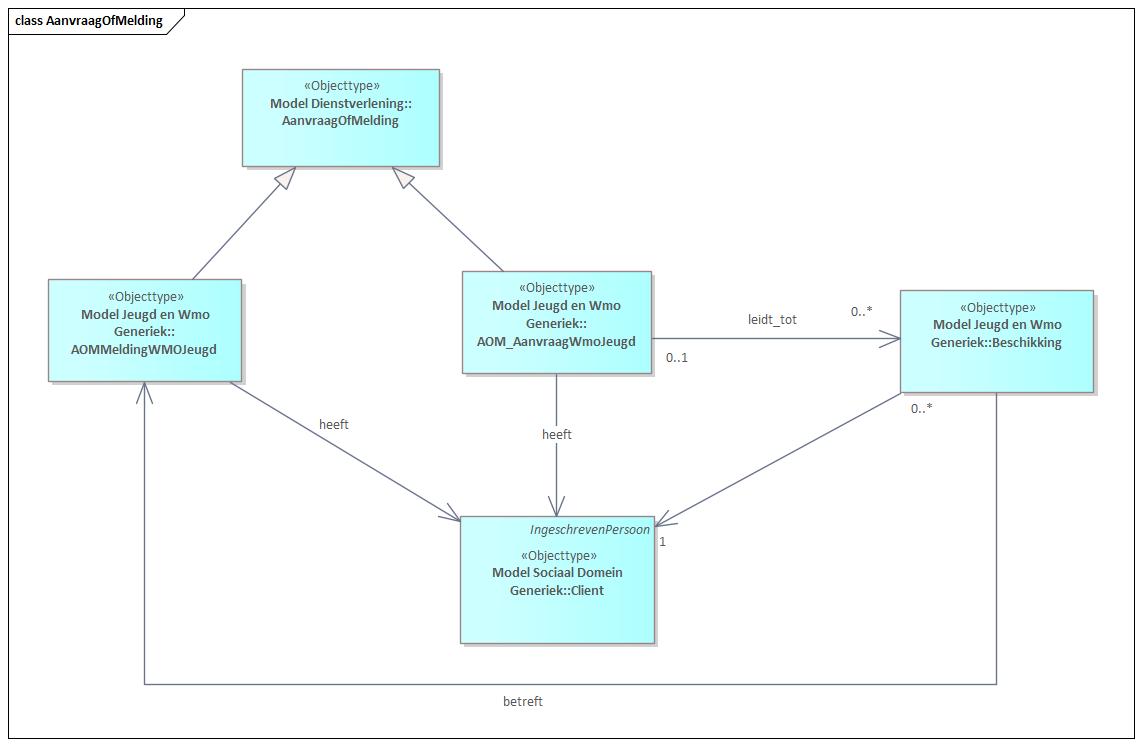 class AanvraagOfMelding
«Objecttype»
Model Dienstverlening::
AanvraagOfMelding
«Objecttype»
Model Jeugd en Wmo
Generiek::
AOMMeldingWMOJeugd
«Objecttype»
Model Jeugd en Wmo
Generiek::
AOM_AanvraagWmoJeugd
leidt_tot
0..*
0..1
«Objecttype»
Model Jeugd en Wmo
Generiek::Beschikking
0..*
heeft
heeft
IngeschrevenPersoon
«Objecttype»
Model Sociaal Domein
Generiek::Client
1
betreft